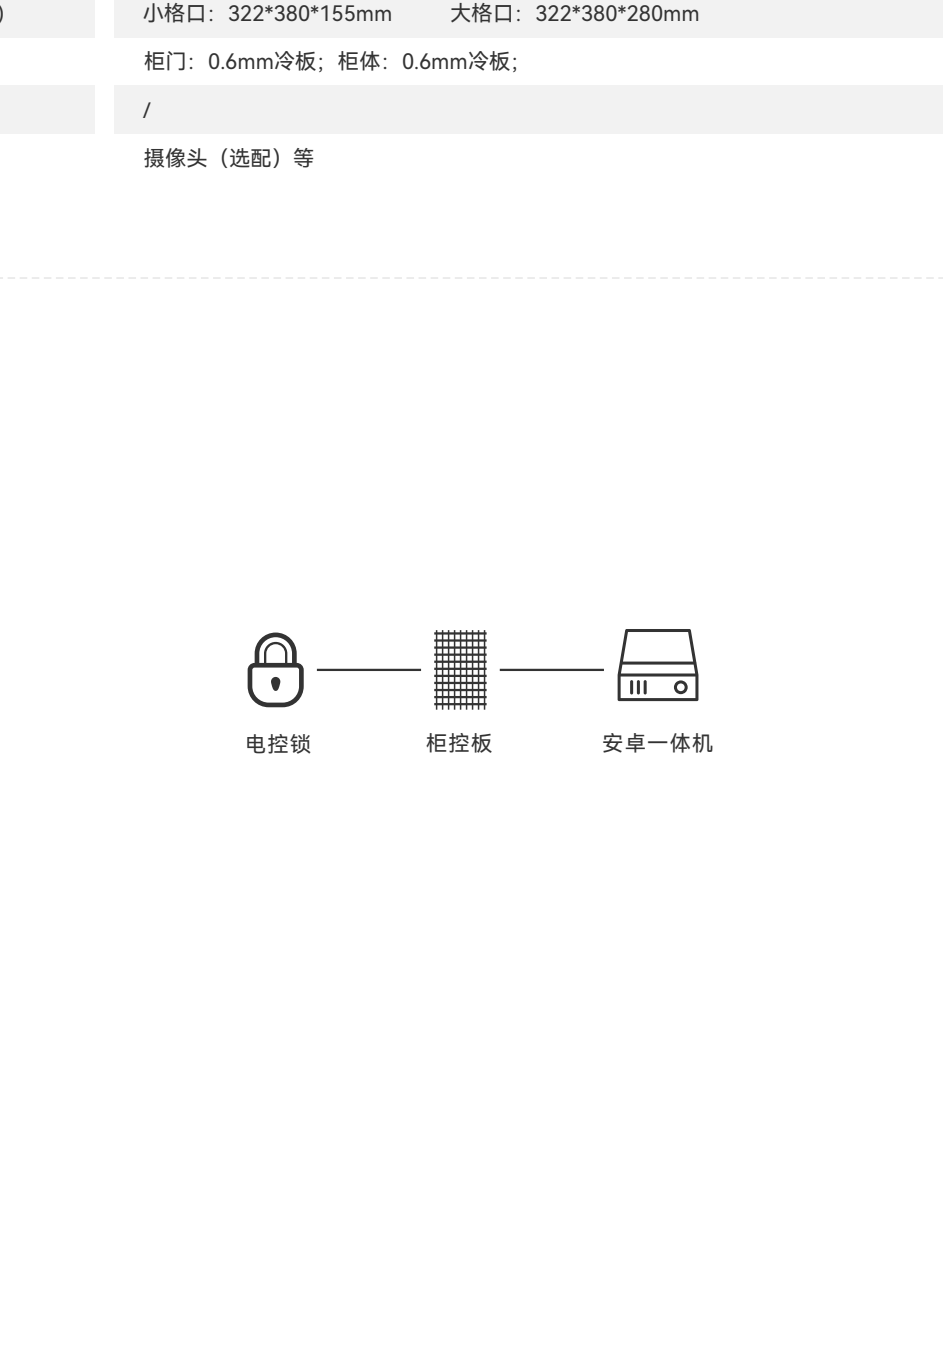 )
小格口：322*380*155mm 大格口：322*380*280mm
柜门：0.6mm冷板；柜体：0.6mm冷板；
/
摄像头（选配）等
电控锁
柜控板
安卓一体机